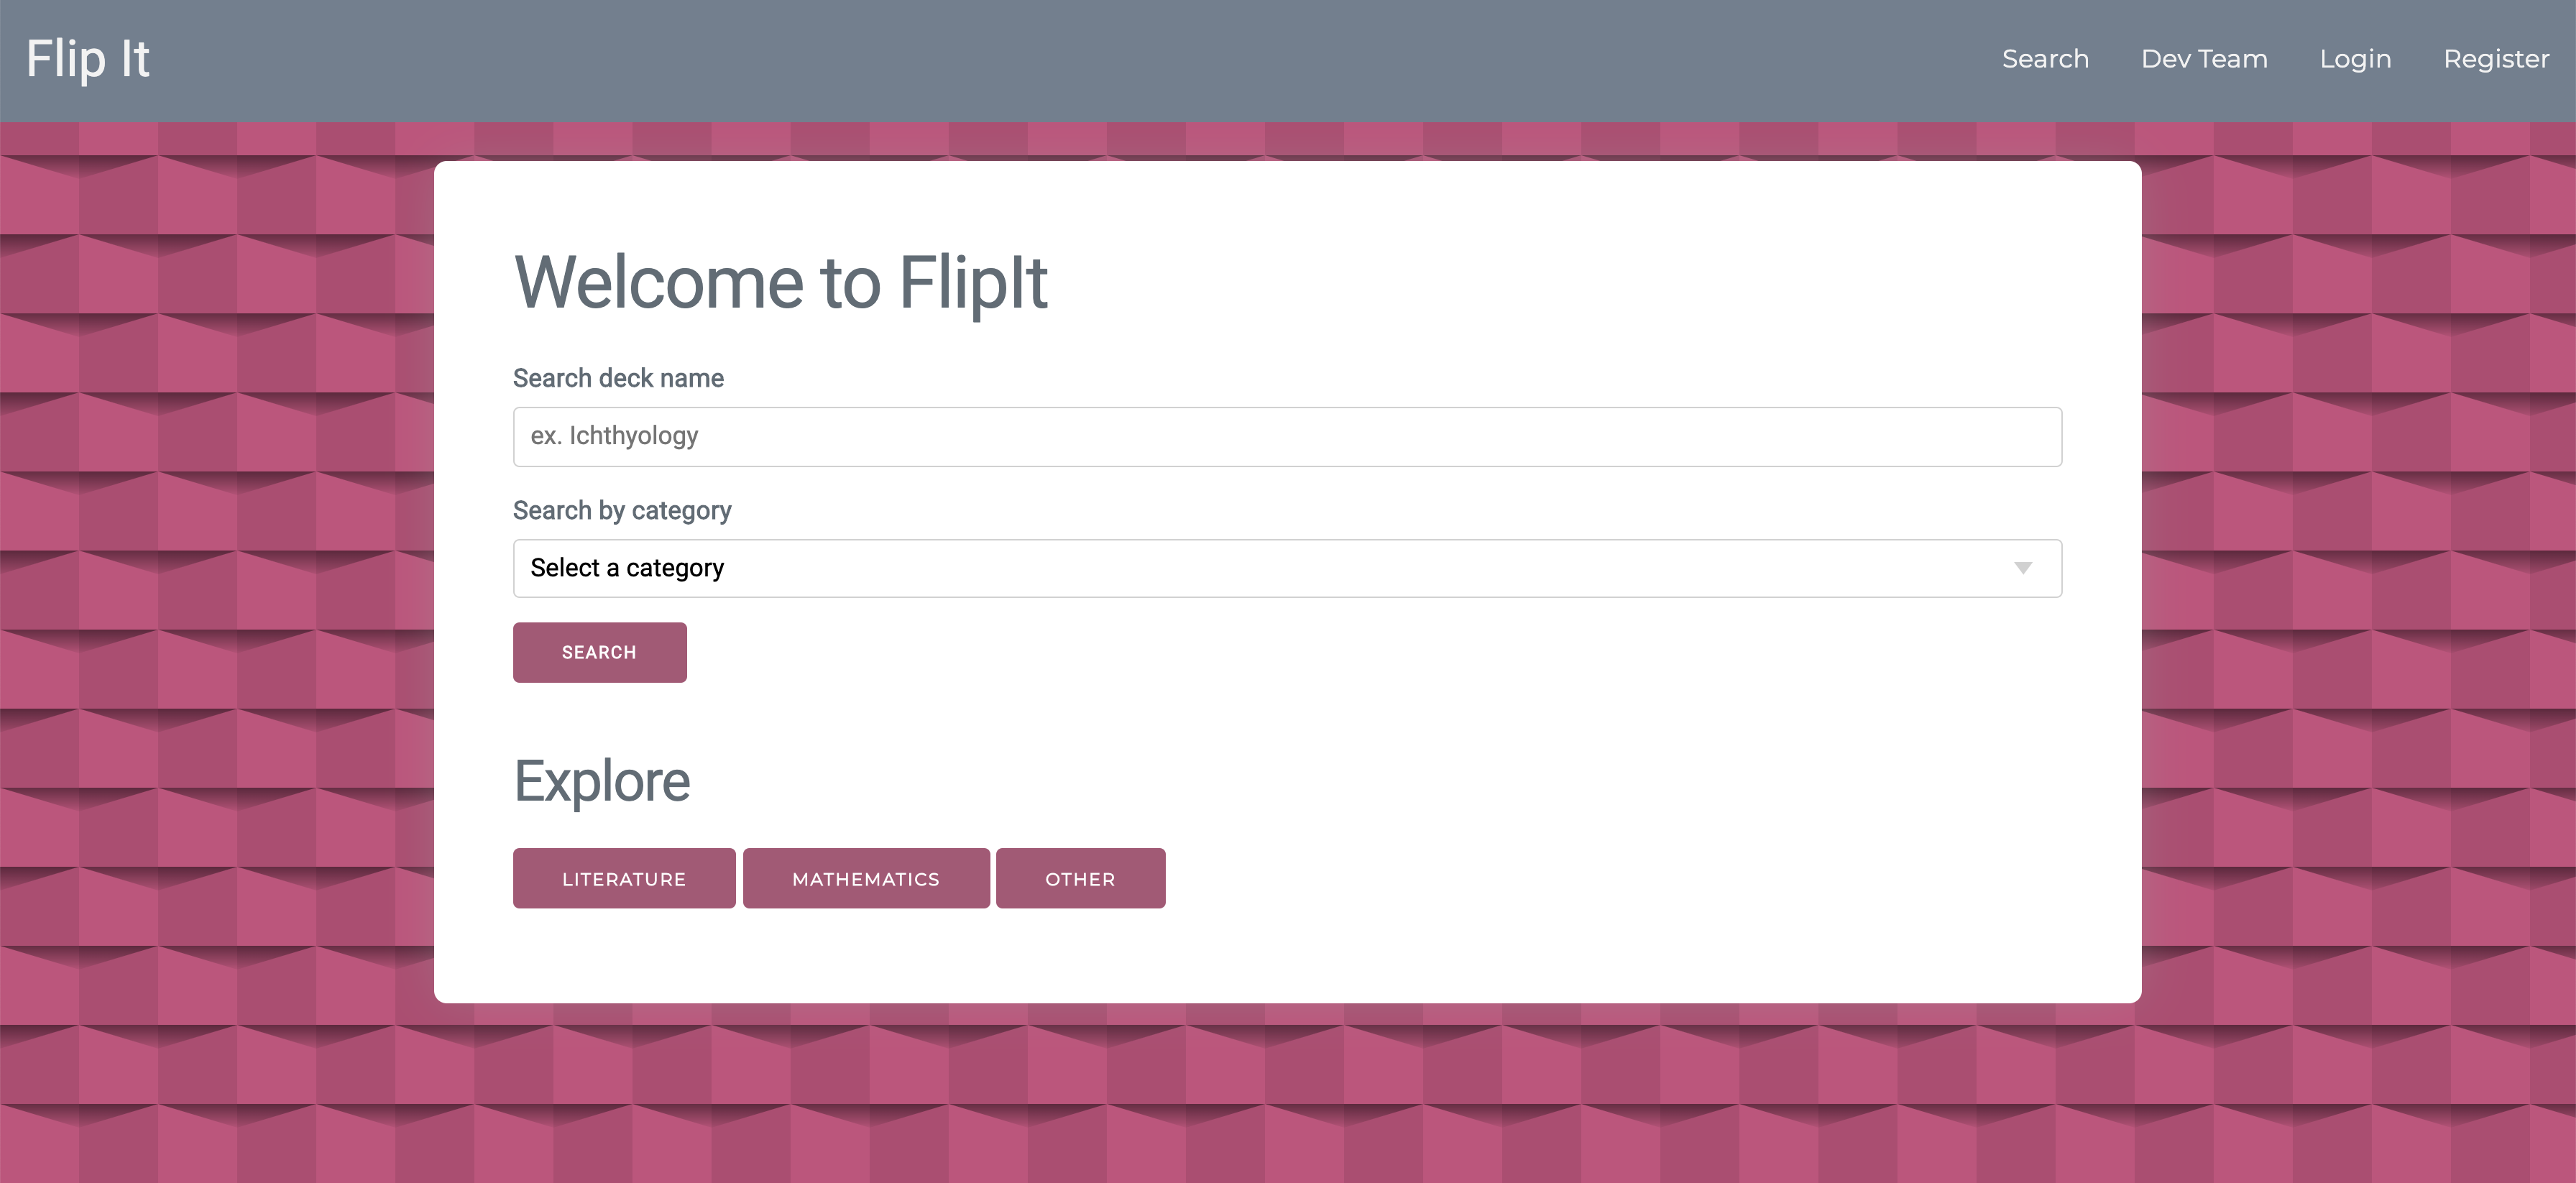 Flip It
Search Dev Team Login Register
Welcome to FlipIt
Search deck name
ex. Ichthyology
Search by category
Select a category
SEARCH
Explore
LITERATURE MATHEMATICS OTHER